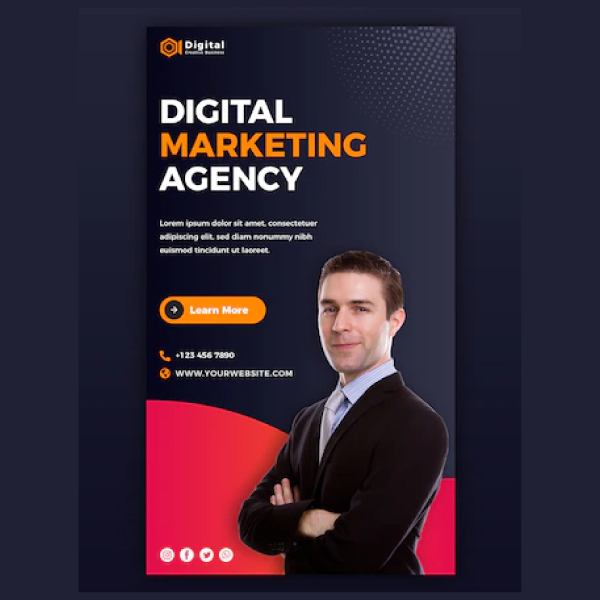 Digital
Creative Business
DIGITAL
MARKETING
AGENCY
Lorem ipsum dolor sit amet, consectetuer
adipiscing elit, sed diam nonummy nibh
euismod tincidunt ut laoreet.
Learn More
+123 456 7890
WWW.YOURWEBSITE.COM